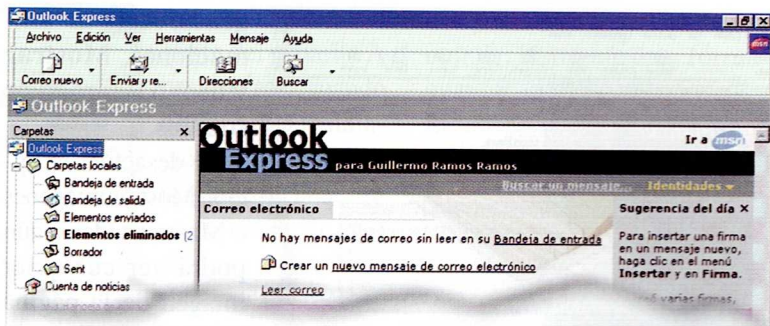 Outlook Express
Archivo Edición Ver Herramientas Mensaje Ayuda
msn
Correo nuevo Enviar y re... Direcciones Buscar
Outlook Express
Carpetas x
Outlook Express
Carpetas locales
Bandeja de entrada
Bandeja de salida
Elementos enviados
Elementos eliminados (2
Borrador
Sent
Cuenta de noticias
Outlook
Ir a msn
Express para Guillermo Ramos Ramos
Buscar un mensaje... Identidades
Correo electrónico
No hay mensajes de correo sin leer en su Bandeja de entrada
Crear un nuevo mensaje de correo electrónico
Leer correo
Sugerencia del día X
Para insertar una firma
en un mensaje nuevo,
haga clic en el menú
Insertar y en Firma.
varias firmas,